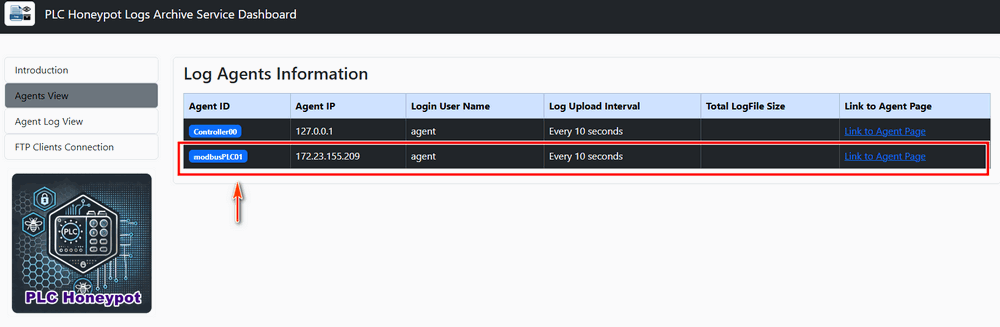 PLC Honeypot Logs Archive Service Dashboard
Introduction
Agents View
Agent Log View
FTP Clients Connection
PLC
PLC Honeypot
Log Agents Information
Agent ID Agent IP Login User Name Log Upload Interval Total LogFile Size Link to Agent Page
Controller00 127.0.0.1 agent Every 10 seconds Link to Agent Page
modbusPLC01 172.23.155.209 agent Every 10 seconds Link to Agent Page